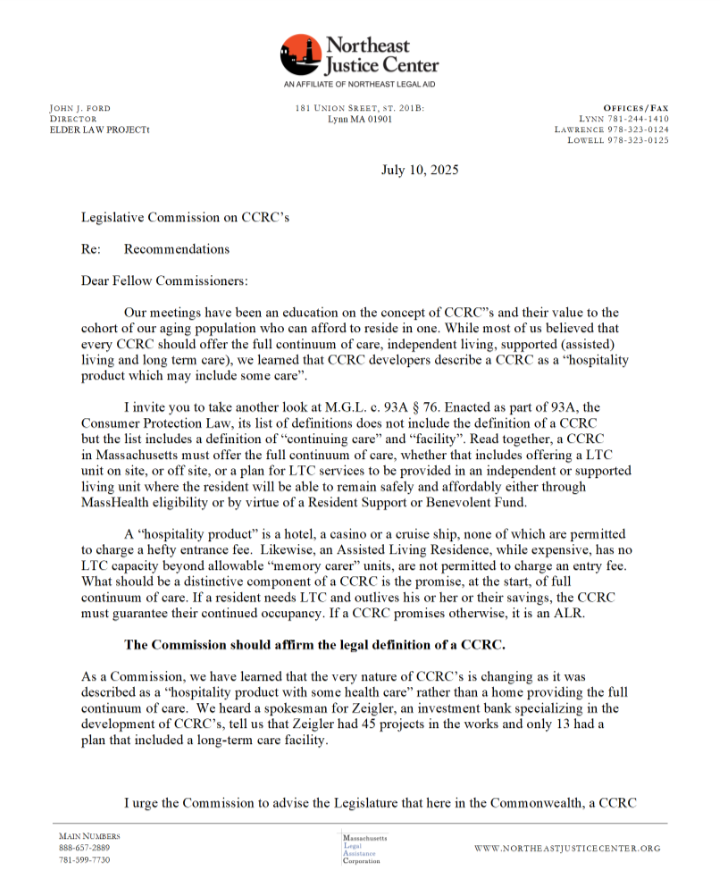 Northeast
Justice Center
AN AFFILIATE OF NORTHEAST LEGAL AID
JOHN J. FORD
DIRECTOR
ELDER LAW PROJECTt
181 UNION SREET, ST. 201B:
Lynn MA 01901
OFFICES/FAX
LYNN 781-244-1410
LAWRENCE 978-323-0124
LOWELL 978-323-0125
July 10, 2025
Legislative Commission on CCRC’s
Re: Recommendations
Dear Fellow Commissioners:
Our meetings have been an education on the concept of CCRC”s and their value to the
cohort of our aging population who can afford to reside in one. While most of us believed that
every CCRC should offer the full continuum of care, independent living, supported (assisted)
living and long term care), we learned that CCRC developers describe a CCRC as a “hospitality
product which may include some care”.
I invite you to take another look at M.G.L. c. 93A § 76. Enacted as part of 93A, the
Consumer Protection Law, its list of definitions does not include the definition of a CCRC
but the list includes a definition of “continuing care” and “facility”. Read together, a CCRC
in Massachusetts must offer the full continuum of care, whether that includes offering a LTC
unit on site, or off site, or a plan for LTC services to be provided in an independent or supported
living unit where the resident will be able to remain safely and affordably either through
MassHealth eligibility or by virtue of a Resident Support or Benevolent Fund.
A “hospitality product” is a hotel, a casino or a cruise ship, none of which are permitted
to charge a hefty entrance fee. Likewise, an Assisted Living Residence, while expensive, has no
LTC capacity beyond allowable “memory carer” units, are not permitted to charge an entry fee.
What should be a distinctive component of a CCRC is the promise, at the start, of full
continuum of care. If a resident needs LTC and outlives his or her or their savings, the CCRC
must guarantee their continued occupancy. If a CCRC promises otherwise, it is an ALR.
The Commission should affirm the legal definition of a CCRC.
As a Commission, we have learned that the very nature of CCRC’s is changing as it was
described as a “hospitality product with some health care” rather than a home providing the full
continuum of care. We heard a spokesman for Zeigler, an investment bank specializing in the
development of CCRC’s, tell us that Zeigler had 45 projects in the works and only 13 had a
plan that included a long-term care facility.
I urge the Commission to advise the Legislature that here in the Commonwealth, a CCRC
MAIN NUMBERS
888-657-2889
781-599-7730
Massachusetts
Legal
Assistance
Corporation
WWW.NORTHEASTJUSTICECENTER.ORG